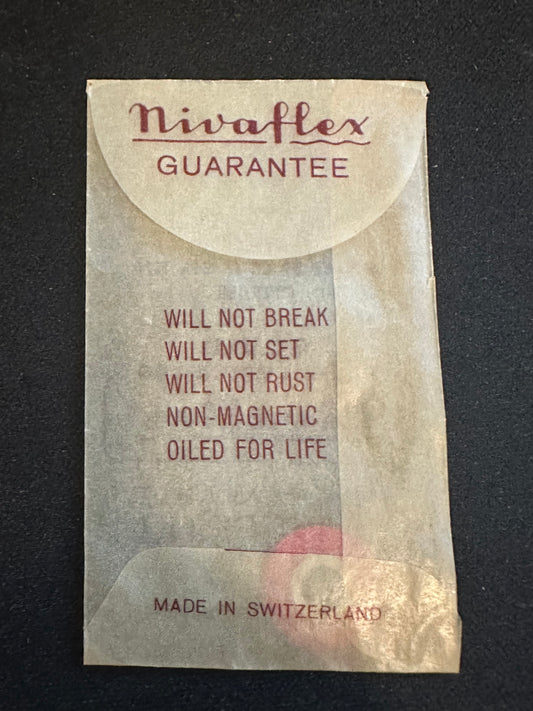 Nivaflex
GUARANTEE
WILL NOT BREAK
WILL NOT SET
WILL NOT RUST
NON-MAGNETIC
OILED FOR LIFE
MADE IN SWITZERLAND